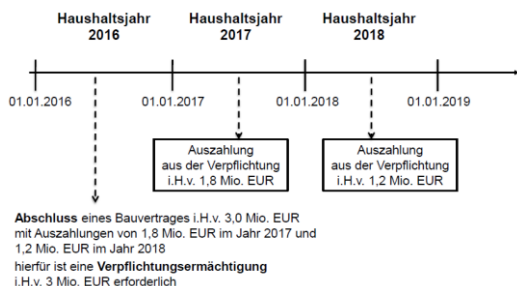 Haushaltsjahr
2016
Haushaltsjahr
2017
Haushaltsjahr
2018
01.01.2016
01.01.2017
01.01.2018
01.01.2019
Auszahlung
aus der Verpflichtung
i.H.v. 1,8 Mio. EUR
Auszahlung
aus der Verpflichtung
i.H.v. 1,2 Mio. EUR
Abschluss eines Bauvertrages i.H.v. 3,0 Mio. EUR
mit Auszahlungen von 1,8 Mio. EUR im Jahr 2017 und
1,2 Mio. EUR im Jahr 2018
hierfür ist eine Verpflichtungsermächtigung
i.H.v. 3 Mio. EUR erforderlich